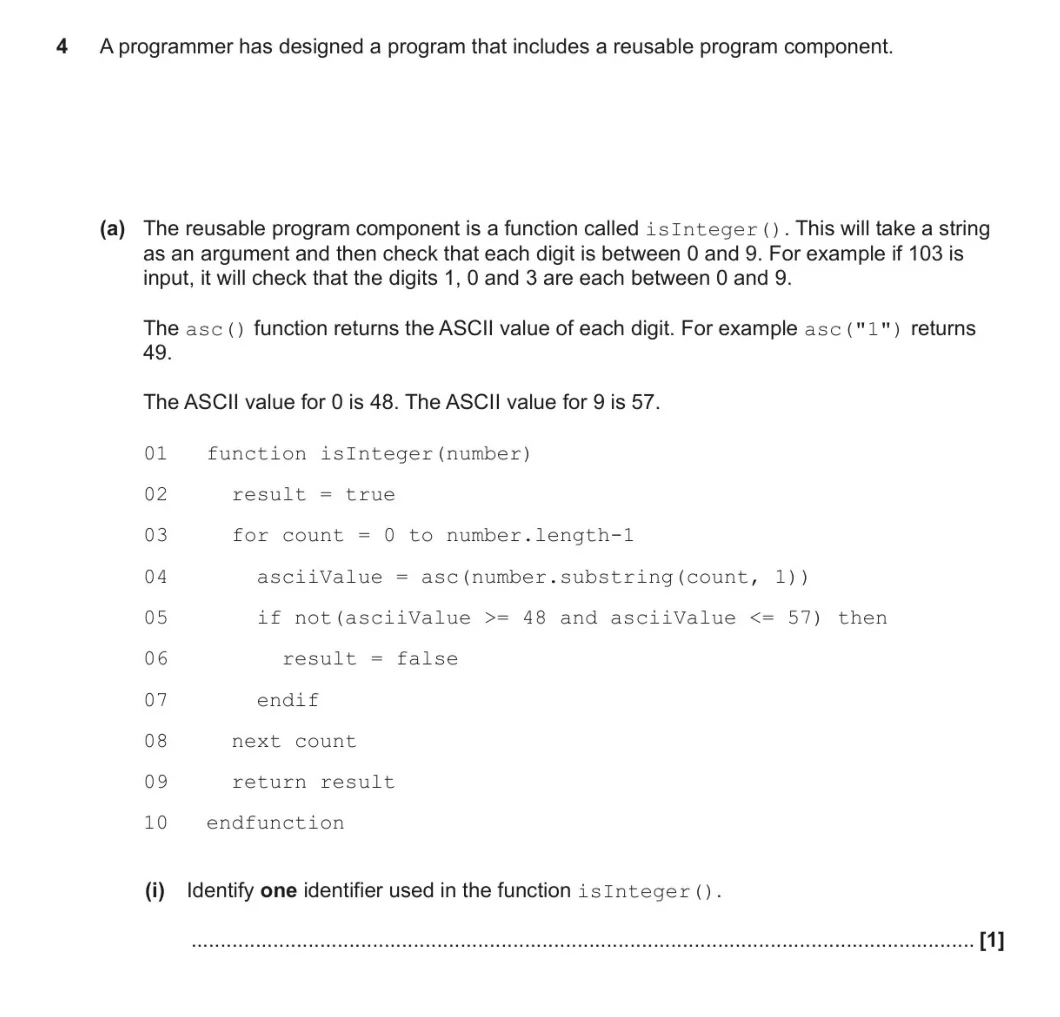 4 A programmer has designed a program that includes a reusable program component.
(a) The reusable program component is a function called isInteger(). This will take a string
as an argument and then check that each digit is between 0 and 9. For example if 103 is
input, it will check that the digits 1, 0 and 3 are each between 0 and 9.
The asc() function returns the ASCII value of each digit. For example asc("1") returns
49.
The ASCII value for 0 is 48. The ASCII value for 9 is 57.
01 function isInteger(number)
02 result = true
03 for count = 0 to number.length-1
04 asciiValue = asc(number.substring(count, 1))
05 if not(asciiValue >= 48 and asciiValue <= 57) then
06 result = false
07 endif
08 next count
09 return result
10 endfunction
(i) Identify one identifier used in the function isInteger().
........................................................................................................................................ [1]